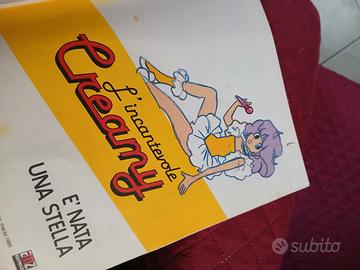 L'incantevole
Creamy
E' NATA
UNA STELLA
subito